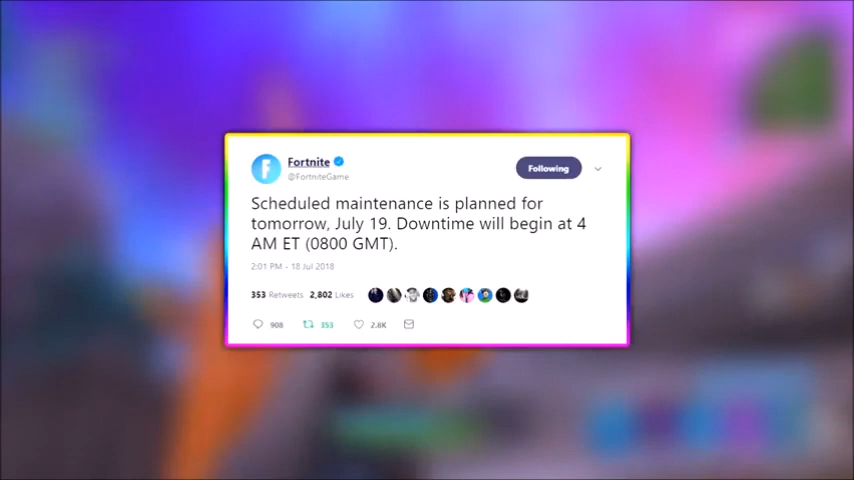 F
Fortnite
@FortniteGame
Following
Scheduled maintenance is planned for
tomorrow, July 19. Downtime will begin at 4
AM ET (0800 GMT).
2:01 PM - 18 Jul 2018
353 Retweets 2,802 Likes
908 353 2.8K